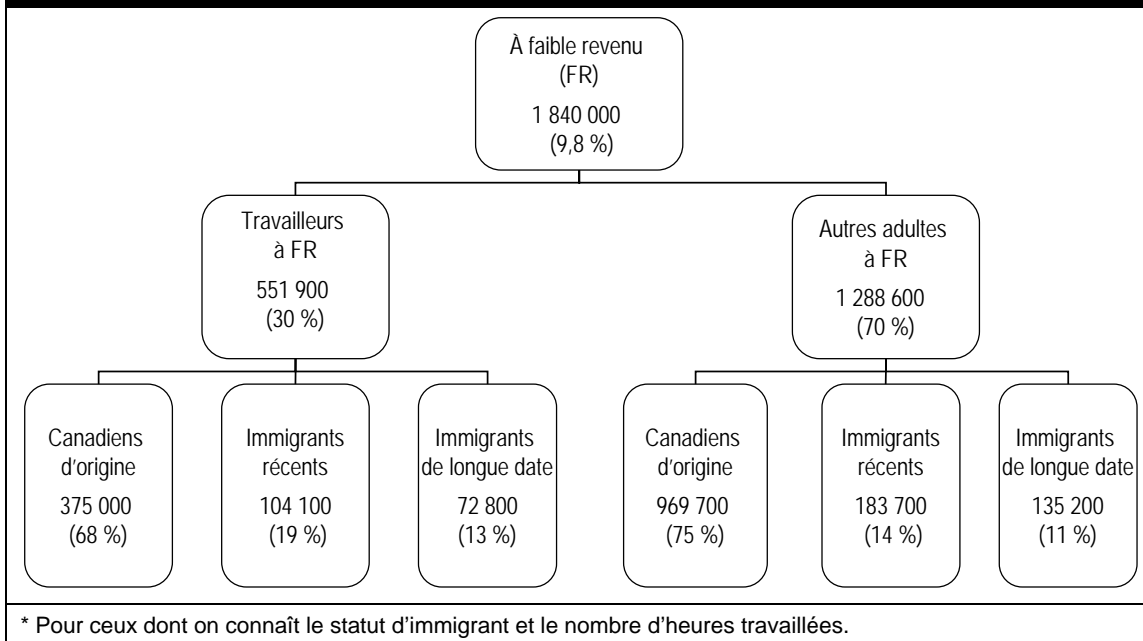 À faible revenu
(FR)
1 840 000
(9,8 %)
Travailleurs
à FR
551 900
(30 %)
Autres adultes
à FR
1 288 600
(70 %)
Canadiens
d'origine
375 000
(68 %)
Immigrants
récents
104 100
(19 %)
Immigrants
de longue date
72 800
(13 %)
Canadiens
d'origine
969 700
(75 %)
Immigrants
récents
183 700
(14 %)
Immigrants
de longue date
135 200
(11 %)
* Pour ceux dont on connaît le statut d'immigrant et le nombre d'heures travaillées.